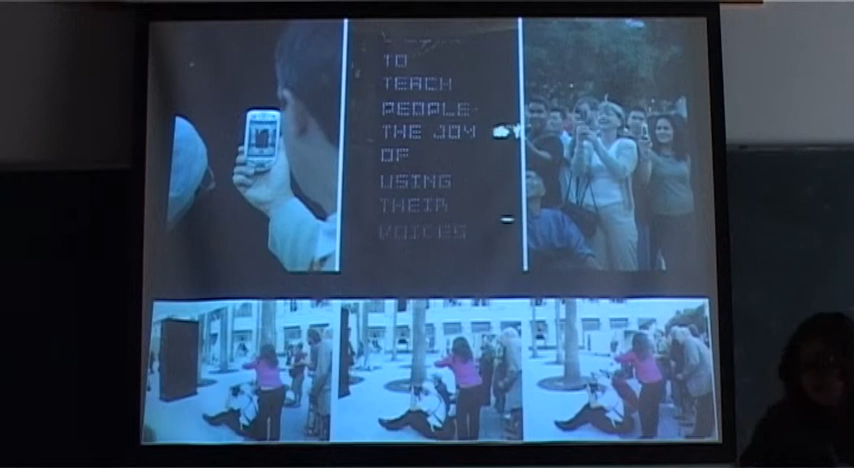 TO
TEACH
PEOPLE
THE JOY
OF
USING
THEIR
VOICES